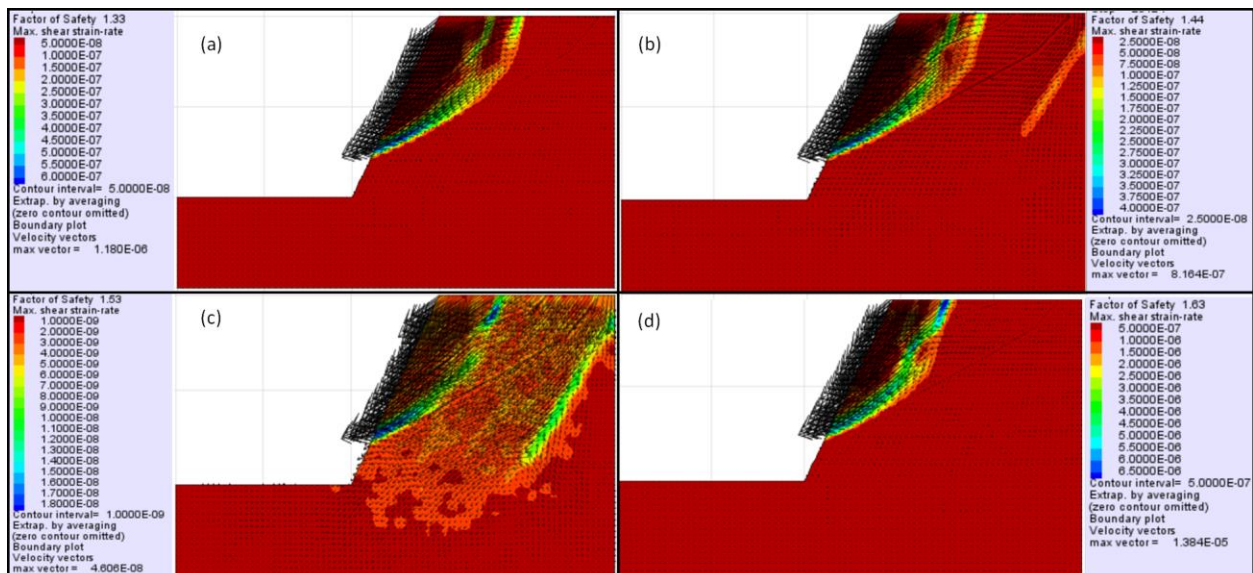 Factor of Safety 1.33
Max. shear strain-rate
5.0000E-08
1.0000E-07
1.5000E-07
2.0000E-07
2.5000E-07
3.0000E-07
3.5000E-07
4.0000E-07
4.5000E-07
5.0000E-07
5.5000E-07
6.0000E-07
Contour interval= 5.0000E-08
Extrap. by averaging
(zero contour omitted)
Boundary plot
Velocity vectors
max vector = 1.180E-06
(a)
(b)
Factor of Safety 1.44
Max. shear strain-rate
2.5000E-08
5.0000E-08
7.5000E-08
1.0000E-07
1.2500E-07
1.5000E-07
1.7500E-07
2.0000E-07
2.2500E-07
2.5000E-07
2.7500E-07
3.0000E-07
3.2500E-07
3.5000E-07
3.7500E-07
4.0000E-07
Contour interval= 2.5000E-08
Extrap. by averaging
(zero contour omitted)
Boundary plot
Velocity vectors
max vector = 8.164E-07
Factor of Safety 1.53
Max. shear strain-rate
1.0000E-09
2.0000E-09
3.0000E-09
4.0000E-09
5.0000E-09
6.0000E-09
7.0000E-09
8.0000E-09
9.0000E-09
1.0000E-08
1.1000E-08
1.2000E-08
1.3000E-08
1.4000E-08
1.5000E-08
1.6000E-08
1.7000E-08
1.8000E-08
Contour interval= 1.0000E-09
Extrap. by averaging
(zero contour omitted)
Boundary plot
Velocity vectors
max vector = 4.606E-08
(c)
(d)
Factor of Safety 1.63
Max. shear strain-rate
5.0000E-07
1.0000E-06
1.5000E-06
2.0000E-06
2.5000E-06
3.0000E-06
3.5000E-06
4.0000E-06
4.5000E-06
5.0000E-06
5.5000E-06
6.0000E-06
6.5000E-06
Contour interval= 5.0000E-07
Extrap. by averaging
(zero contour omitted)
Boundary plot
Velocity vectors
max vector = 1.384E-05